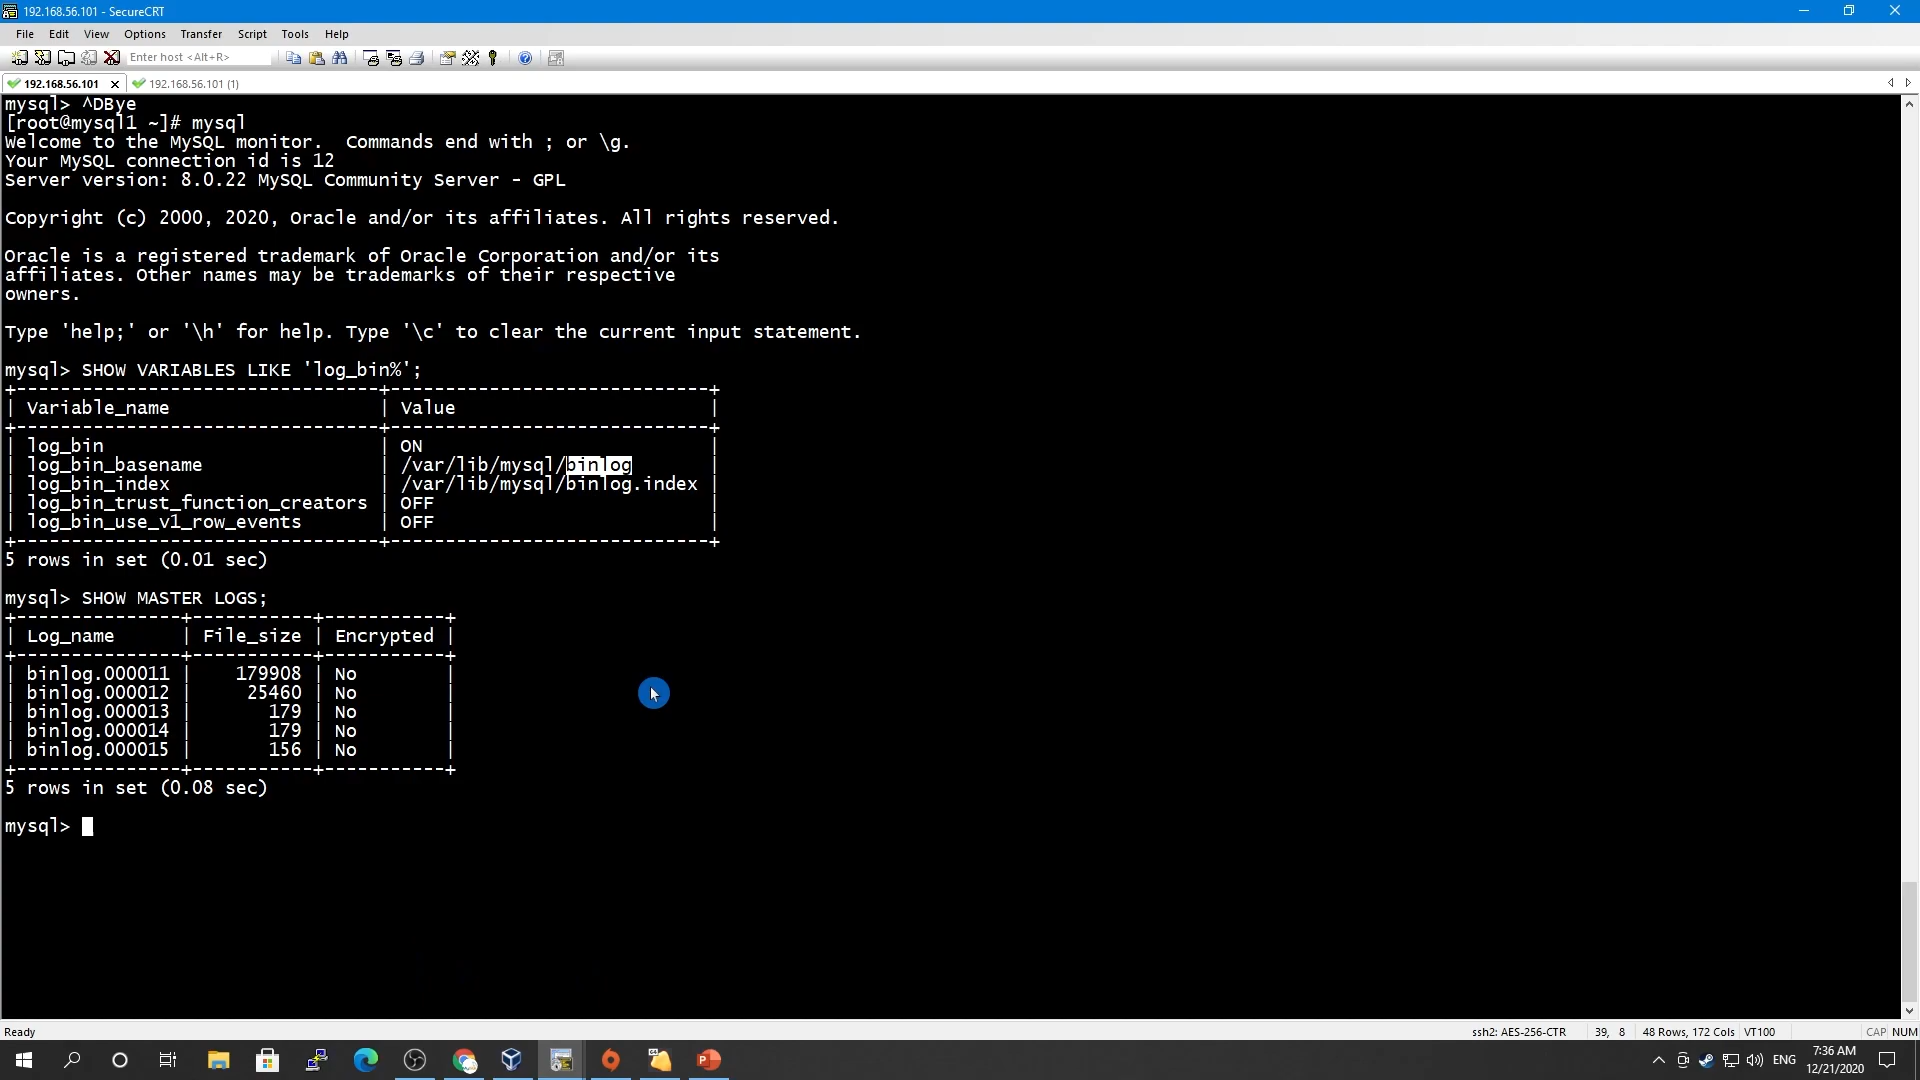 192.168.56.101 - SecureCRT
File Edit View Options Transfer Script Tools Help
Enter host <Alt+R>
192.168.56.101 192.168.56.101 (1)
mysql> ^DBye
[root@mysql1 ~]# mysql
Welcome to the MySQL monitor.  Commands end with ; or \g.
Your MySQL connection id is 12
Server version: 8.0.22 MySQL Community Server - GPL
Copyright (c) 2000, 2020, Oracle and/or its affiliates. All rights reserved.
Oracle is a registered trademark of Oracle Corporation and/or its
affiliates. Other names may be trademarks of their respective
owners.
Type 'help;' or '\h' for help. Type '\c' to clear the current input statement.
mysql> SHOW VARIABLES LIKE 'log_bin%';
+---------------------------------+-----------------------------+
| Variable_name                   | Value                       |
+---------------------------------+-----------------------------+
| log_bin                         | ON                          |
| log_bin_basename                | /var/lib/mysql/binlog       |
| log_bin_index                   | /var/lib/mysql/binlog.index |
| log_bin_trust_function_creators | OFF                         |
| log_bin_use_v1_row_events       | OFF                         |
+---------------------------------+-----------------------------+
5 rows in set (0.01 sec)
mysql> SHOW MASTER LOGS;
+---------------+-----------+-----------+
| Log_name      | File_size | Encrypted |
+---------------+-----------+-----------+
| binlog.000011 |    179908 | No        |
| binlog.000012 |     25460 | No        |
| binlog.000013 |       179 | No        |
| binlog.000014 |       179 | No        |
| binlog.000015 |       156 | No        |
+---------------+-----------+-----------+
5 rows in set (0.08 sec)
mysql>
Ready ssh2: AES-256-CTR 39, 8 48 Rows, 172 Cols VT100 CAP NUM
ENG 7:36 AM
12/21/2020